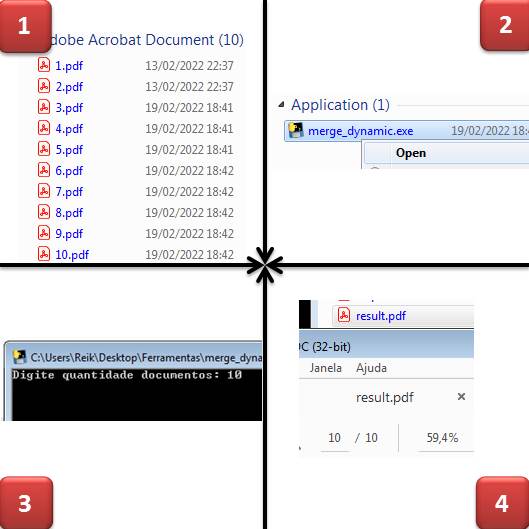 1
dobe Acrobat Document (10)
1.pdf 13/02/2022 22:37
2.pdf 13/02/2022 22:37
3.pdf 19/02/2022 18:41
4.pdf 19/02/2022 18:41
5.pdf 19/02/2022 18:41
6.pdf 19/02/2022 18:42
7.pdf 19/02/2022 18:42
8.pdf 19/02/2022 18:42
9.pdf 19/02/2022 18:42
10.pdf 19/02/2022 18:42
2
Application (1)
merge_dynamic.exe 19/02/2022 18:
Open
C:\Users\Reik\Desktop\Ferramentas\merge_dyna
Digite quantidade documentos: 10
3
result.pdf
C (32-bit)
Janela Ajuda
result.pdf ×
10 / 10 59,4%
4